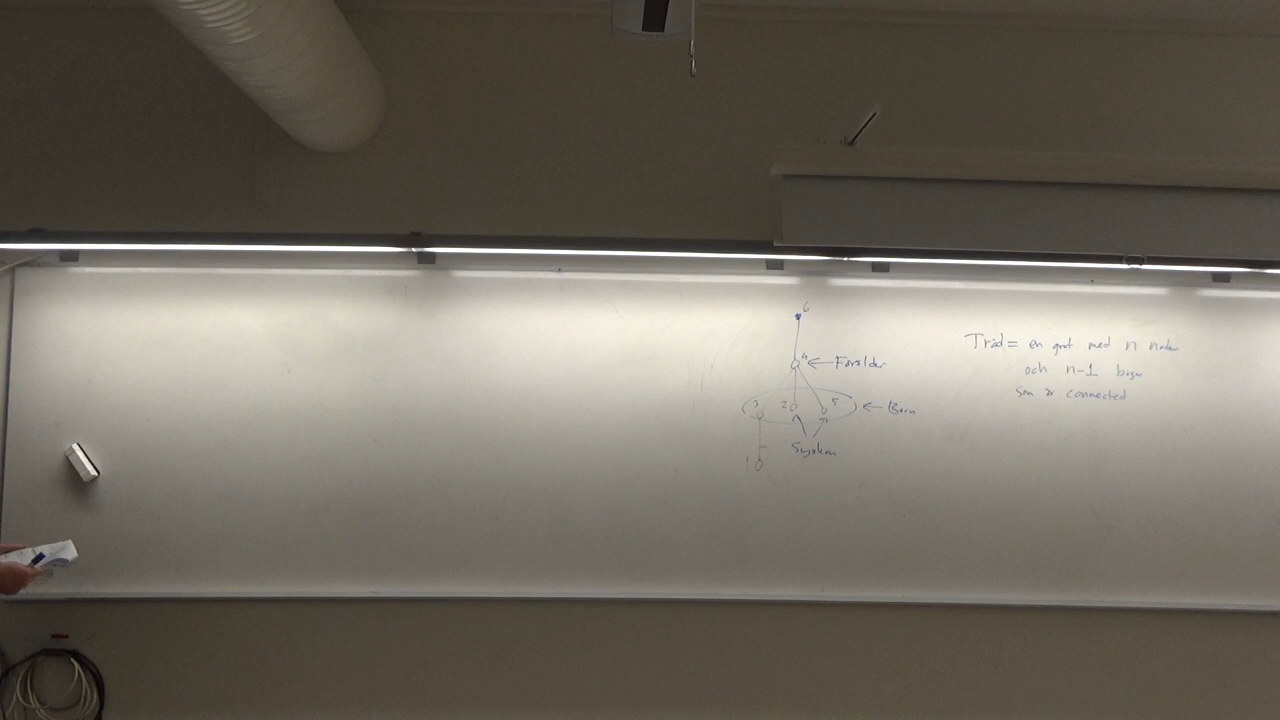 6
4 ← Förälder
3 2 5 ← Barn
Syskon
1
Träd = en graf med n noder
och n-1 bågar
som är connected